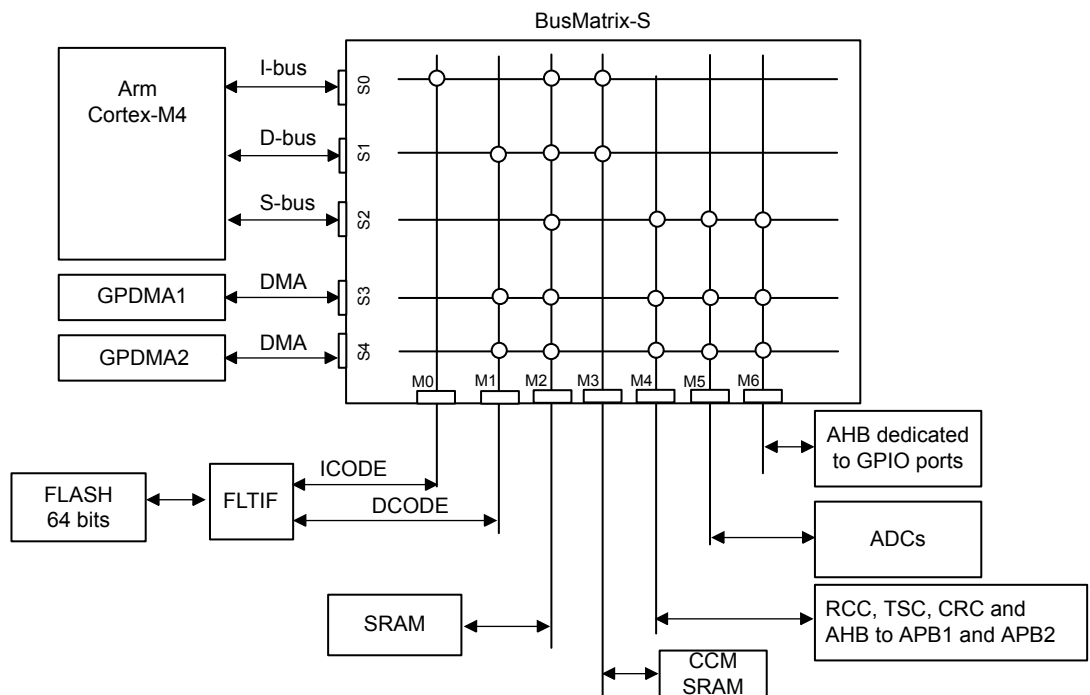 BusMatrix-S
Arm
Cortex-M4
I-bus
S0
D-bus
S1
S-bus
S2
GPDMA1
DMA
S3
GPDMA2
DMA
S4
M0
M1
M2
M3
M4
M5
M6
AHB dedicated
to GPIO ports
FLASH
64 bits
FLTIF
ICODE
DCODE
ADCs
SRAM
RCC, TSC, CRC and
AHB to APB1 and APB2
CCM
SRAM